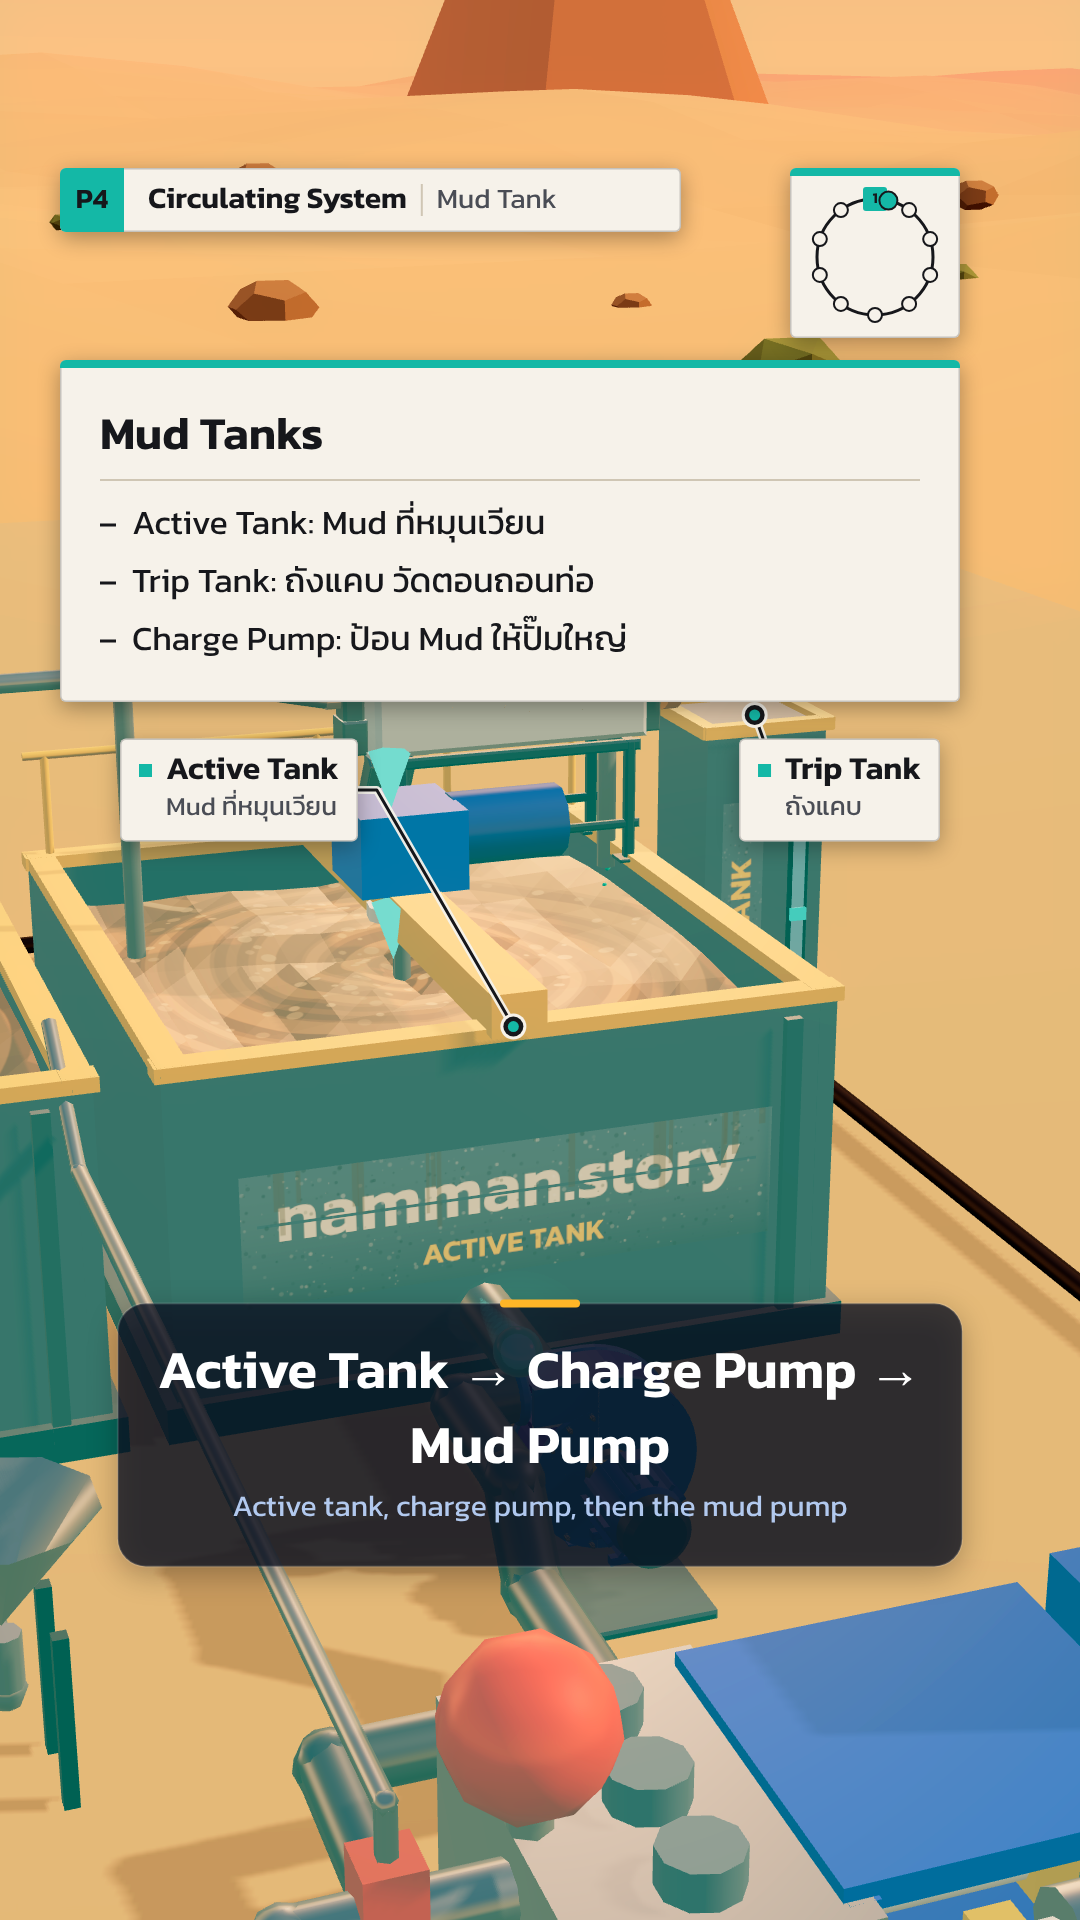 P4 Circulating System | Mud Tank
1
Mud Tanks
– Active Tank: Mud ที่หมุนเวียน
– Trip Tank: ถังแคบ วัดตอนถอนท่อ
– Charge Pump: ป้อน Mud ให้ปั๊มใหญ่
Active Tank
Mud ที่หมุนเวียน
Trip Tank
ถังแคบ
ANK
namman.story
ACTIVE TANK
Active Tank → Charge Pump →
Mud Pump
Active tank, charge pump, then the mud pump